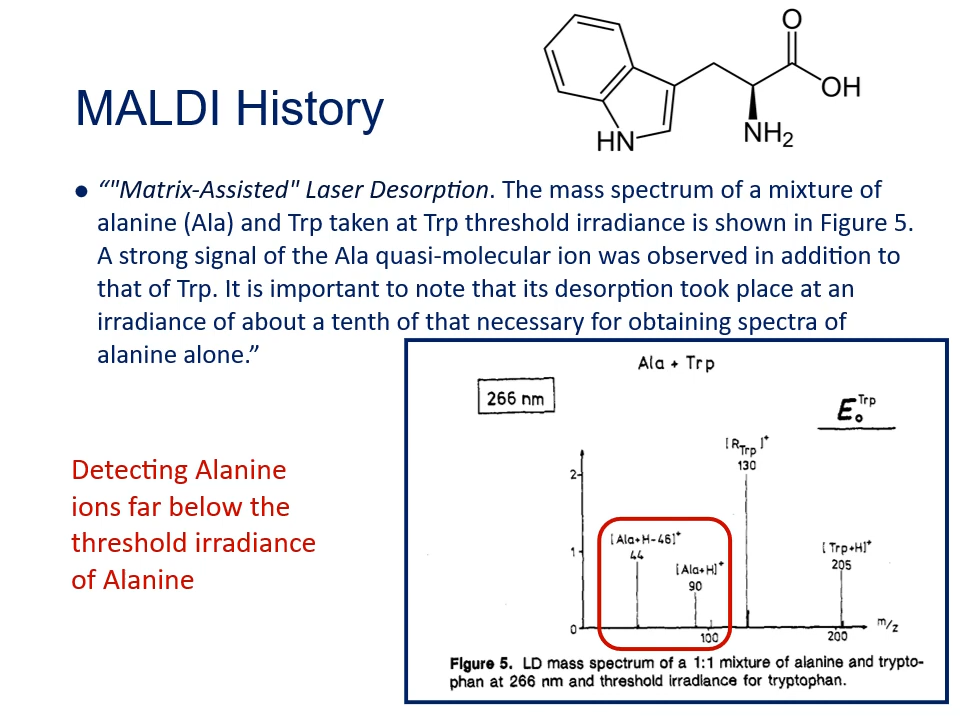 O
OH
NH2
HN
MALDI History
“"Matrix-Assisted" Laser Desorption. The mass spectrum of a mixture of
alanine (Ala) and Trp taken at Trp threshold irradiance is shown in Figure 5.
A strong signal of the Ala quasi-molecular ion was observed in addition to
that of Trp. It is important to note that its desorption took place at an
irradiance of about a tenth of that necessary for obtaining spectra of
alanine alone.”
Detecting Alanine
ions far below the
threshold irradiance
of Alanine
Ala + Trp
266 nm
E₀ᵀʳᵖ
[RTrp]⁺
130
2
[Ala+H-46]⁺
44
[Ala+H]⁺
90
[Trp+H]⁺
205
1
0
100
200
m/z
Figure 5. LD mass spectrum of a 1:1 mixture of alanine and trypto-
phan at 266 nm and threshold irradiance for tryptophan.